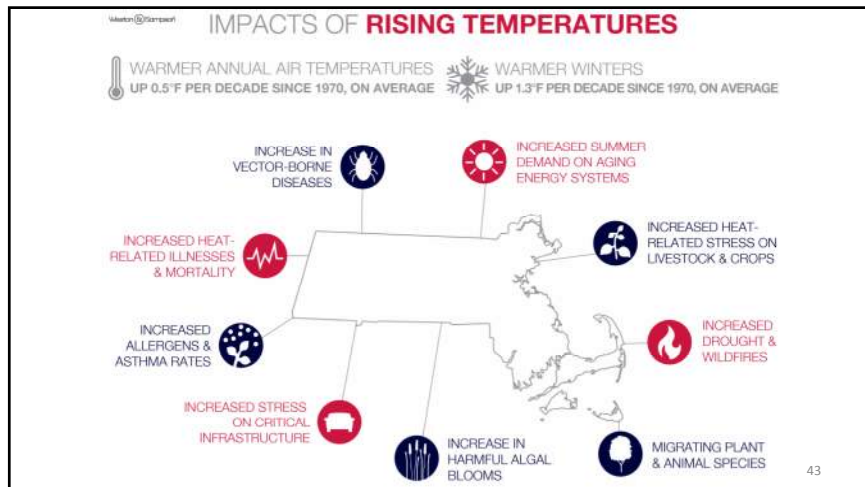 Weston & Sampson
IMPACTS OF RISING TEMPERATURES
WARMER ANNUAL AIR TEMPERATURES
UP 0.5°F PER DECADE SINCE 1970, ON AVERAGE
WARMER WINTERS
UP 1.3°F PER DECADE SINCE 1970, ON AVERAGE
INCREASE IN
VECTOR-BORNE
DISEASES
INCREASED SUMMER
DEMAND ON AGING
ENERGY SYSTEMS
INCREASED HEAT-
RELATED ILLNESSES
& MORTALITY
INCREASED HEAT-
RELATED STRESS ON
LIVESTOCK & CROPS
INCREASED
ALLERGENS &
ASTHMA RATES
INCREASED
DROUGHT &
WILDFIRES
INCREASED STRESS
ON CRITICAL
INFRASTRUCTURE
INCREASE IN
HARMFUL ALGAL
BLOOMS
MIGRATING PLANT
& ANIMAL SPECIES
43